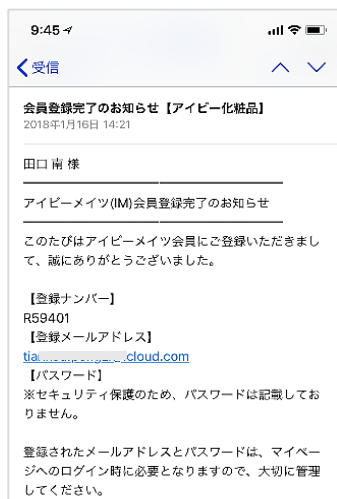 9:45
受信
会員登録完了のお知らせ【アイビー化粧品】
2018年1月16日 14:21
田口 南 様
アイビーメイツ(IM)会員登録完了のお知らせ
このたびはアイビーメイツ会員にご登録いただきまし
て、誠にありがとうございました。
【登録ナンバー】
R59401
【登録メールアドレス】
cloud.com
【パスワード】
※セキュリティ保護のため、パスワードは記載してお
りません。
登録されたメールアドレスとパスワードは、マイペー
ジへのログイン時に必要となりますので、大切に管理
してください。